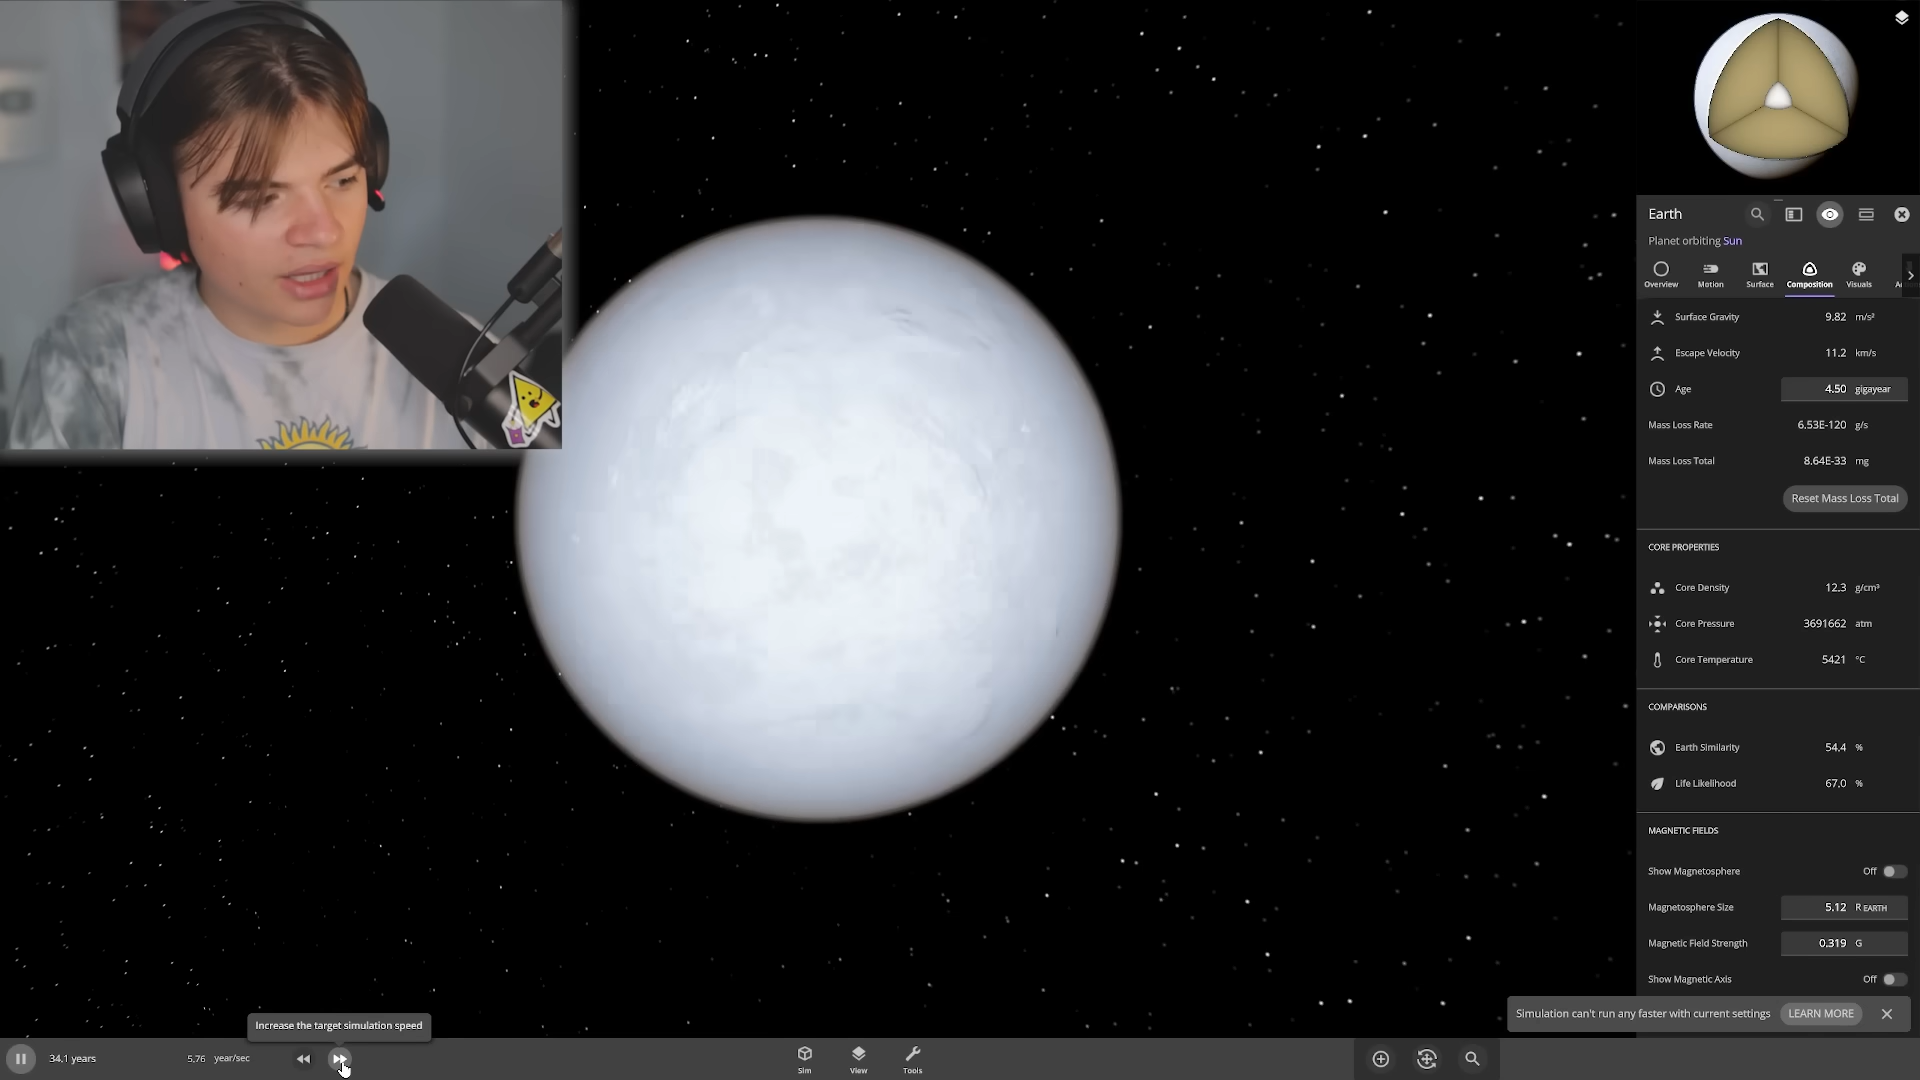 Earth
Planet orbiting Sun
Overview Motion Surface Composition Visuals
Surface Gravity 9.82 m/s²
Escape Velocity 11.2 km/s
Age 4.50 gigayear
Mass Loss Rate 6.53E-120 g/s
Mass Loss Total 8.64E-33 mg
Reset Mass Loss Total
CORE PROPERTIES
Core Density 12.3 g/cm³
Core Pressure 3691662 atm
Core Temperature 5421 °C
COMPARISONS
Earth Similarity 54.4 %
Life Likelihood 67.0 %
MAGNETIC FIELDS
Show Magnetosphere Off
Magnetosphere Size 5.12 R EARTH
Magnetic Field Strength 0.319 G
Show Magnetic Axis Off
Simulation can't run any faster with current settings LEARN MORE
Increase the target simulation speed
34.1 years 5.76 year/sec
Sim View Tools